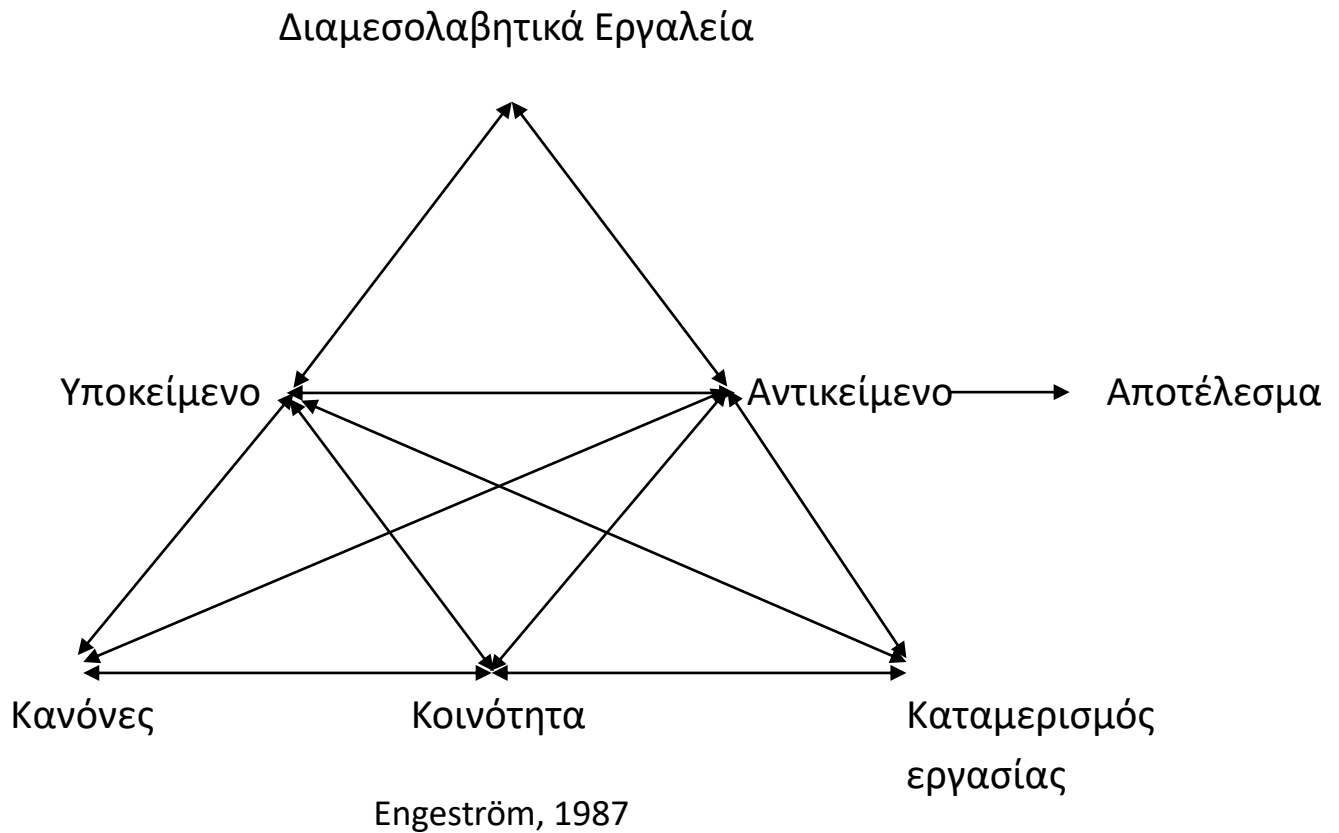 Διαμεσολαβητικά Εργαλεία
Υποκείμενο
Αντικείμενο
Αποτέλεσμα
Κανόνες
Κοινότητα
Καταμερισμός
εργασίας
Engeström, 1987